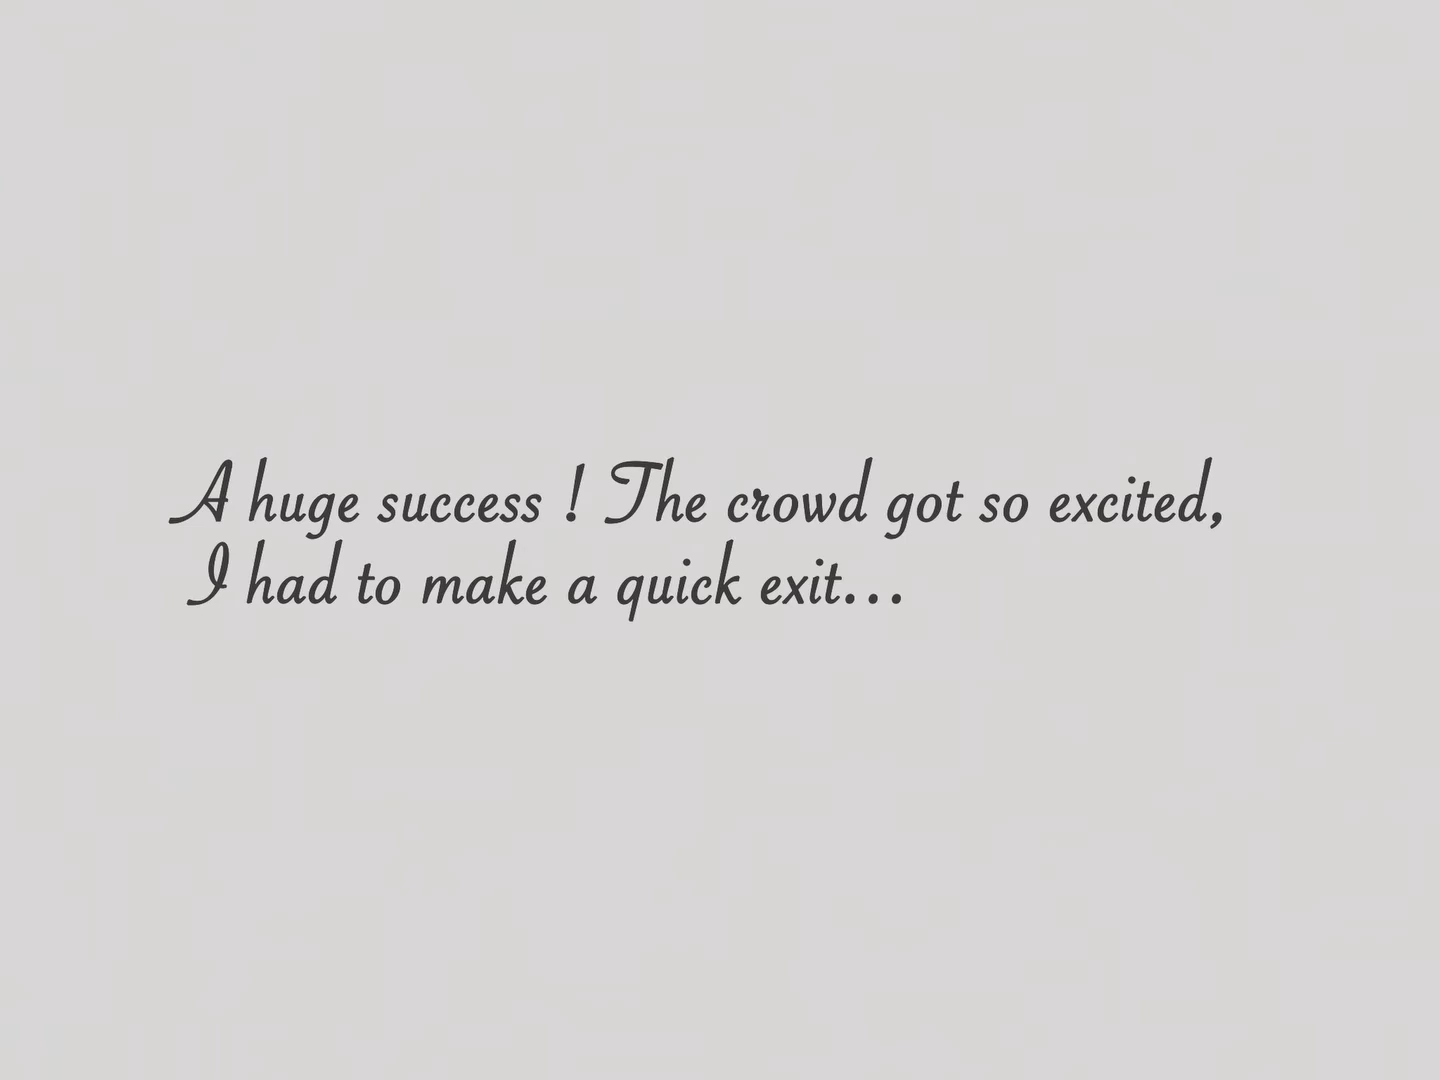 A huge success ! The crowd got so excited,
I had to make a quick exit...